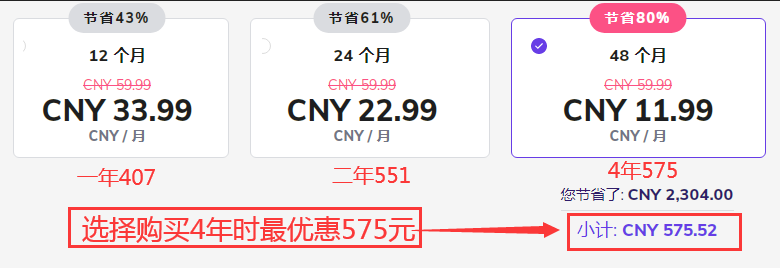 节省43%
12 个月
CNY 59.99
CNY 33.99
CNY / 月
一年407
节省61%
24 个月
CNY 59.99
CNY 22.99
CNY / 月
二年551
节省80%
48 个月
CNY 59.99
CNY 11.99
CNY / 月
4年575
您节省了: CNY 2,304.00
选择购买4年时最优惠575元
小计: CNY 575.52